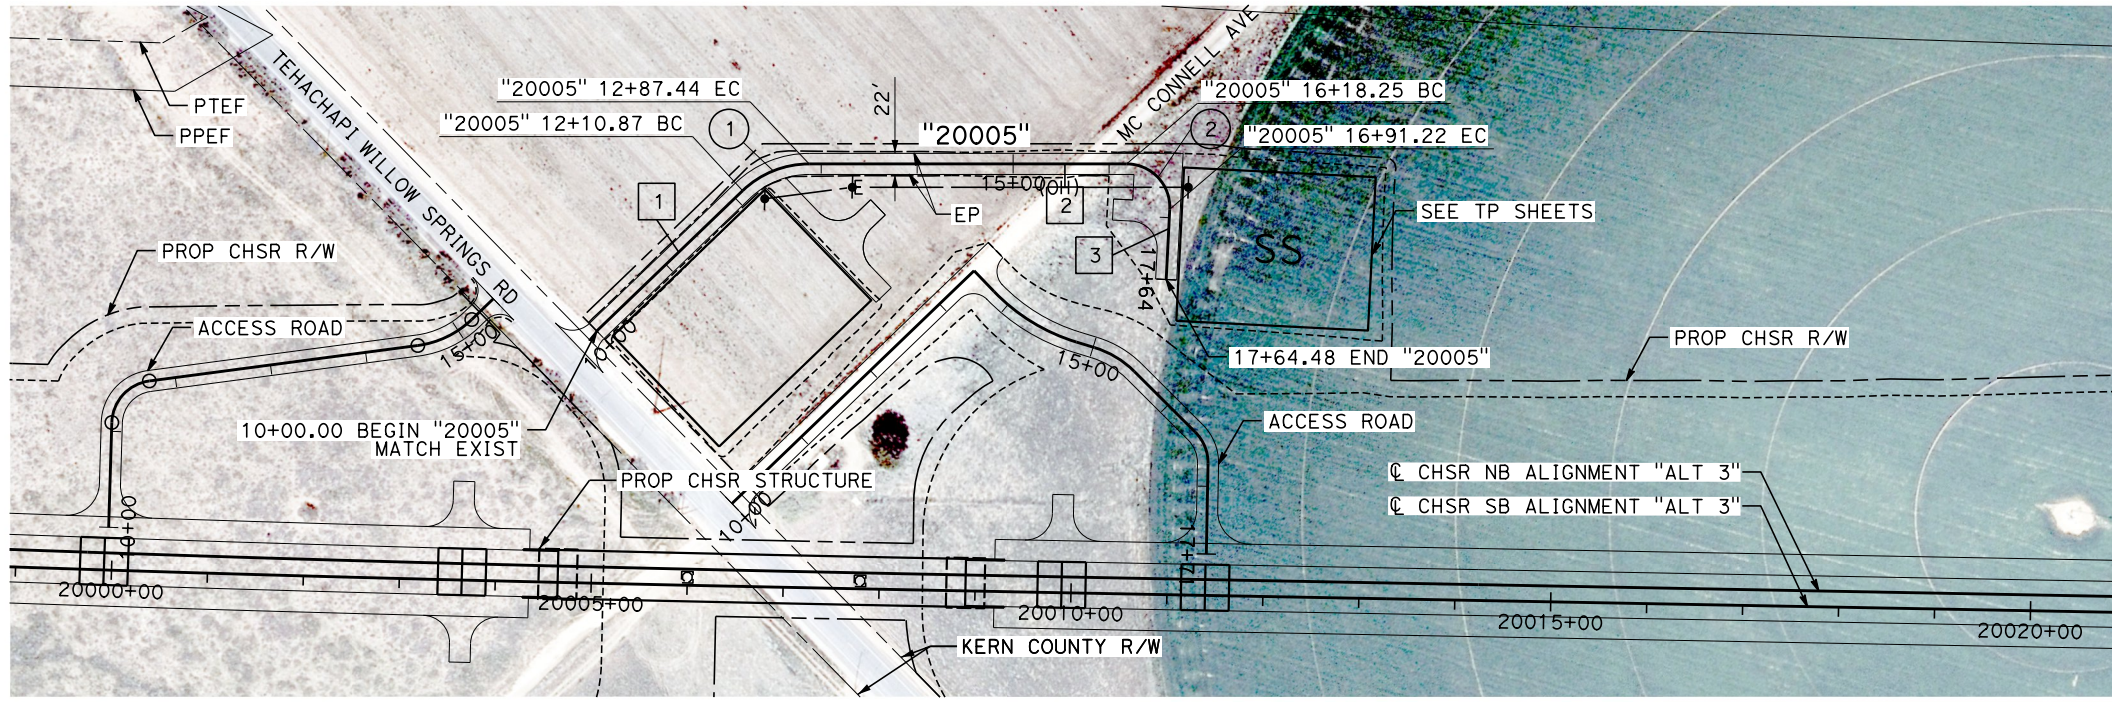 TEHACHAPI WILLOW SPRINGS RD
MC CONNELL AVE
PTEF
PPEF
"20005" 12+87.44 EC
"20005" 12+10.87 BC
1
22'
"20005"
"20005" 16+18.25 BC
2
"20005" 16+91.22 EC
1
E
15+00
(OH)
2
EP
3
17+64
SS
SEE TP SHEETS
PROP CHSR R/W
ACCESS ROAD
15+00
10+00
15+00
17+64.48 END "20005"
PROP CHSR R/W
10+00.00 BEGIN "20005"
MATCH EXIST
ACCESS ROAD
PROP CHSR STRUCTURE
℄ CHSR NB ALIGNMENT "ALT 3"
℄ CHSR SB ALIGNMENT "ALT 3"
10+00
10+00
20000+00
20005+00
20010+00
20015+00
20020+00
KERN COUNTY R/W